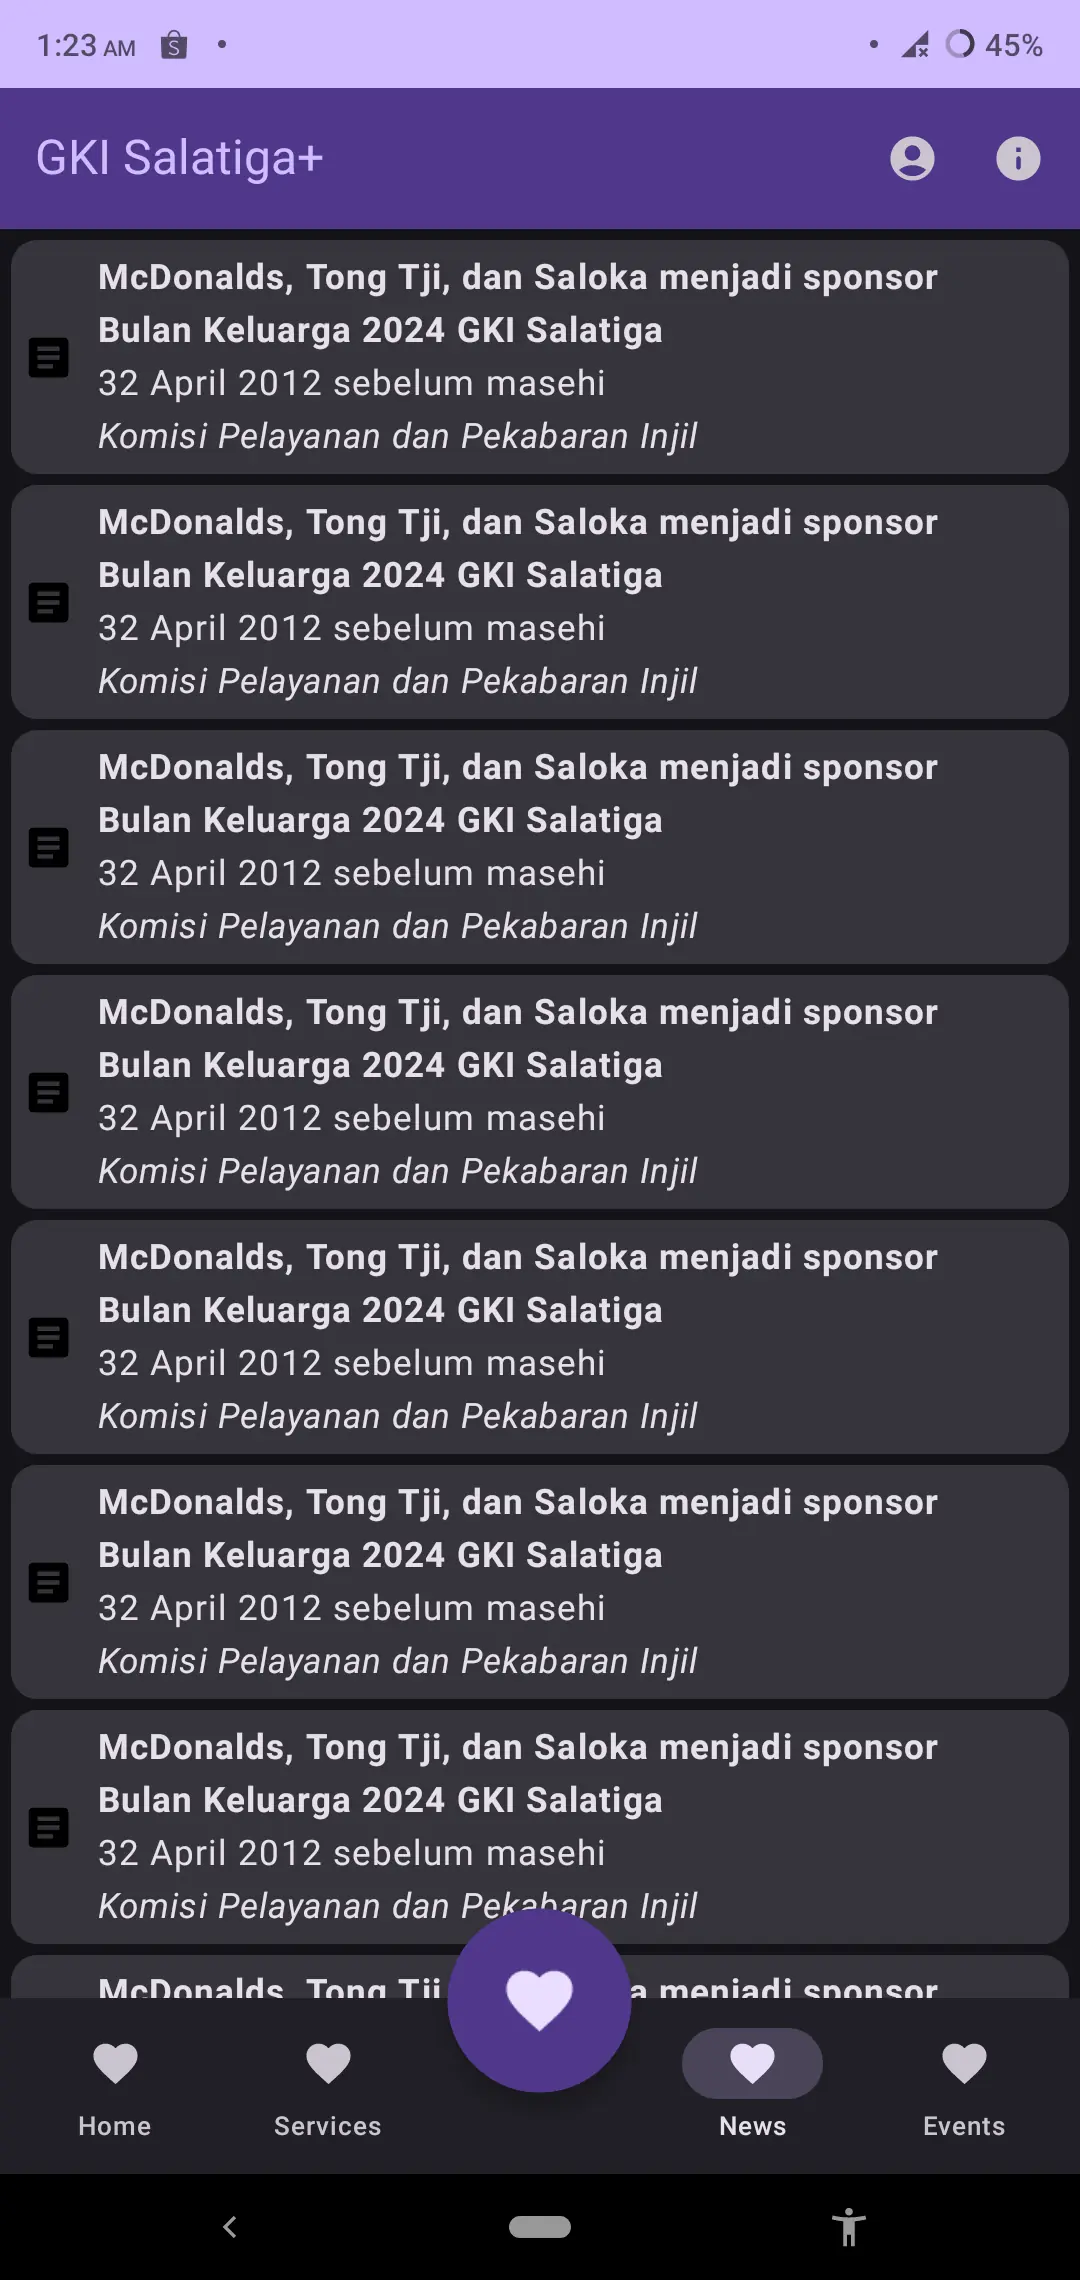 1:23 AM
45%
GKI Salatiga+
McDonalds, Tong Tji, dan Saloka menjadi sponsor
Bulan Keluarga 2024 GKI Salatiga
32 April 2012 sebelum masehi
Komisi Pelayanan dan Pekabaran Injil
McDonalds, Tong Tji, dan Saloka menjadi sponsor
Bulan Keluarga 2024 GKI Salatiga
32 April 2012 sebelum masehi
Komisi Pelayanan dan Pekabaran Injil
McDonalds, Tong Tji, dan Saloka menjadi sponsor
Bulan Keluarga 2024 GKI Salatiga
32 April 2012 sebelum masehi
Komisi Pelayanan dan Pekabaran Injil
McDonalds, Tong Tji, dan Saloka menjadi sponsor
Bulan Keluarga 2024 GKI Salatiga
32 April 2012 sebelum masehi
Komisi Pelayanan dan Pekabaran Injil
McDonalds, Tong Tji, dan Saloka menjadi sponsor
Bulan Keluarga 2024 GKI Salatiga
32 April 2012 sebelum masehi
Komisi Pelayanan dan Pekabaran Injil
McDonalds, Tong Tji, dan Saloka menjadi sponsor
Bulan Keluarga 2024 GKI Salatiga
32 April 2012 sebelum masehi
Komisi Pelayanan dan Pekabaran Injil
McDonalds, Tong Tji, dan Saloka menjadi sponsor
Bulan Keluarga 2024 GKI Salatiga
32 April 2012 sebelum masehi
Komisi Pelayanan dan Pekabaran Injil
McDonalds, Tong Tji menjadi sponsor
Home
Services
News
Events